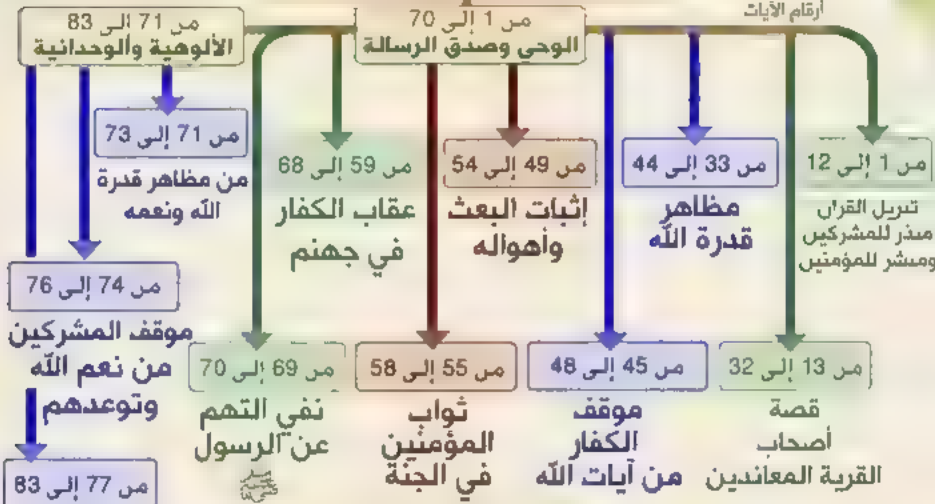 أرقام الآيات
من 1 إلى 70
الوحي وصدق الرسالة
من 71 إلى 83
الألوهية والوحدانية
من 1 إلى 12
تنزيل القرآن
منذر للمشركين
ومبشر للمؤمنين
من 13 إلى 32
قصة
أصحاب
القرية المعاندين
من 33 إلى 44
مظاهر
قدرة الله
من 45 إلى 48
موقف
الكفار
من آيات الله
من 49 إلى 54
إثبات البعث
وأهواله
من 55 إلى 58
ثواب
المؤمنين
في الجنة
من 59 إلى 68
عقاب الكفار
في جهنم
من 69 إلى 70
نفي التهم
عن الرسول
من 71 إلى 73
من مظاهر قدرة
الله ونعمه
من 74 إلى 76
موقف المشركين
من نعم الله
وتوعدهم
من 77 إلى 83